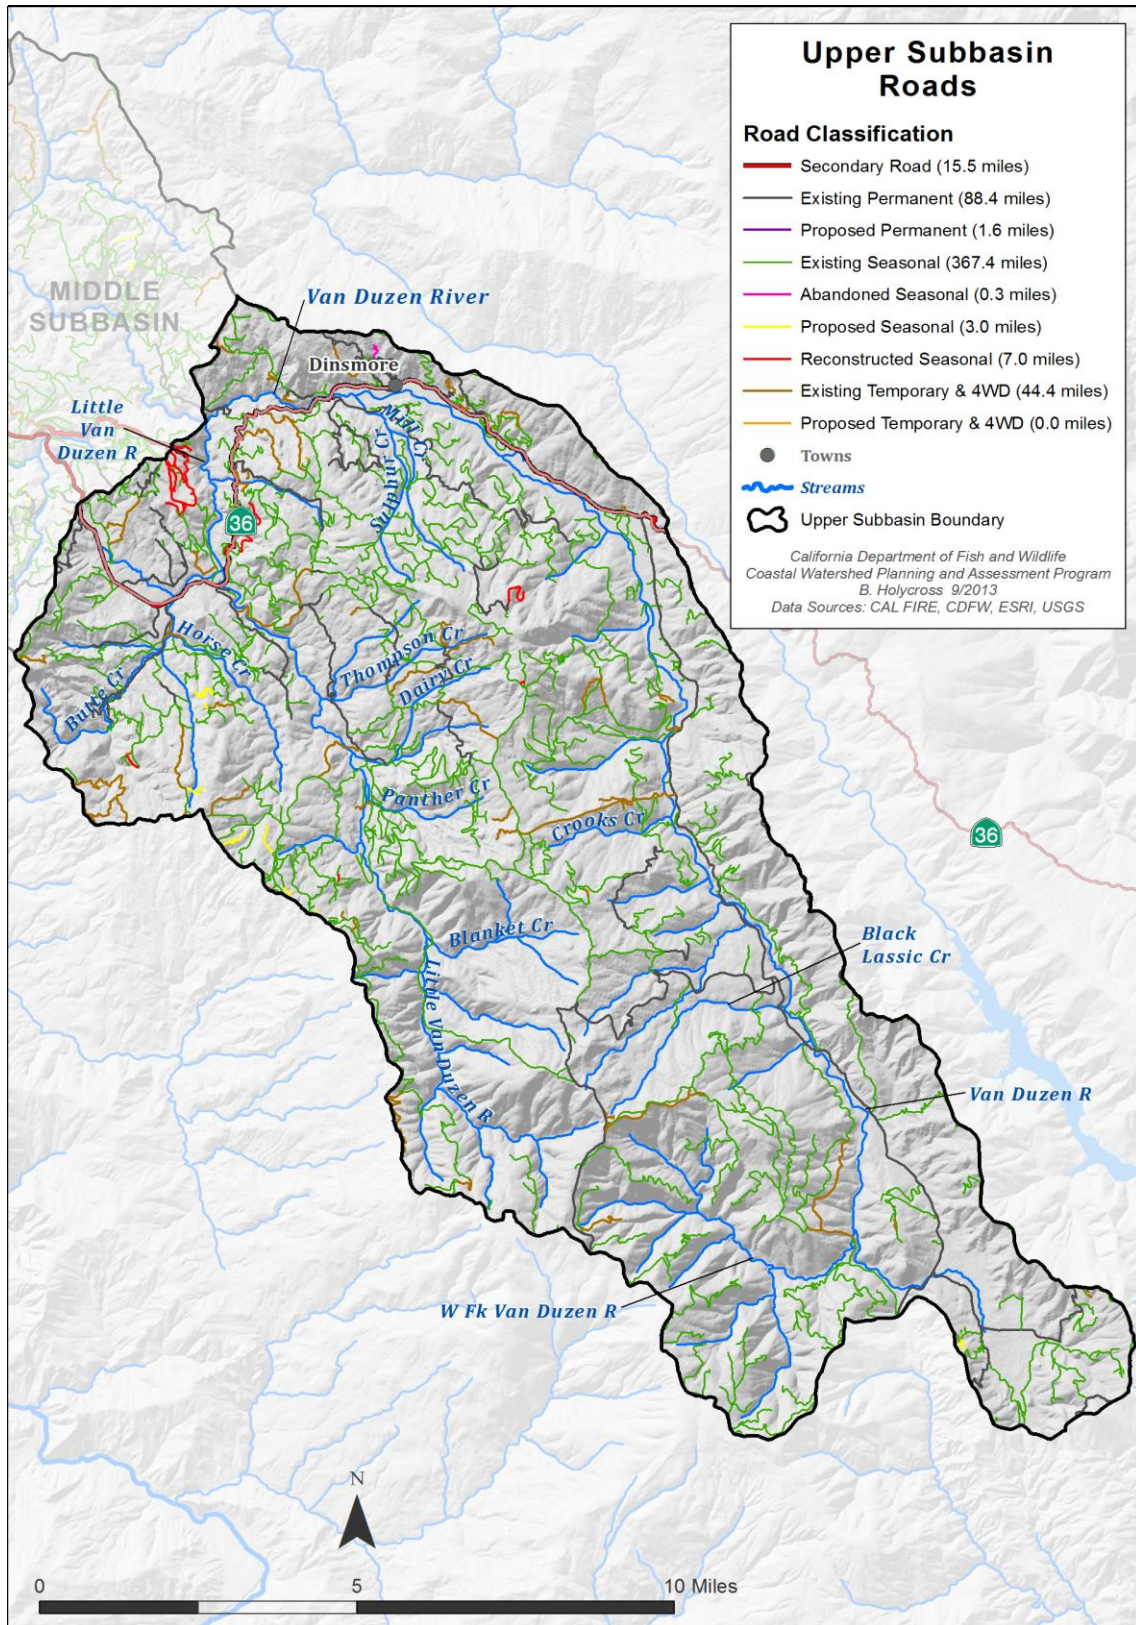 Upper Subbasin
Roads
Road Classification
Secondary Road (15.5 miles)
Existing Permanent (88.4 miles)
Proposed Permanent (1.6 miles)
Existing Seasonal (367.4 miles)
Abandoned Seasonal (0.3 miles)
Proposed Seasonal (3.0 miles)
Reconstructed Seasonal (7.0 miles)
Existing Temporary & 4WD (44.4 miles)
Proposed Temporary & 4WD (0.0 miles)
Towns
Streams
Upper Subbasin Boundary
California Department of Fish and Wildlife
Coastal Watershed Planning and Assessment Program
B. Holycross 9/2013
Data Sources: CAL FIRE, CDFW, ESRI, USGS
MIDDLE
SUBBASIN
Van Duzen River
Dinsmore
Little
Van
Duzen R
Mill Cr
Sulphur Cr
36
Horse Cr
Butte Cr
Thompson Cr
Dairy Cr
Panther Cr
Crooks Cr
36
Blanket Cr
Black
Lassic Cr
Little Van Duzen R
Van Duzen R
W Fk Van Duzen R
N
0
5
10 Miles